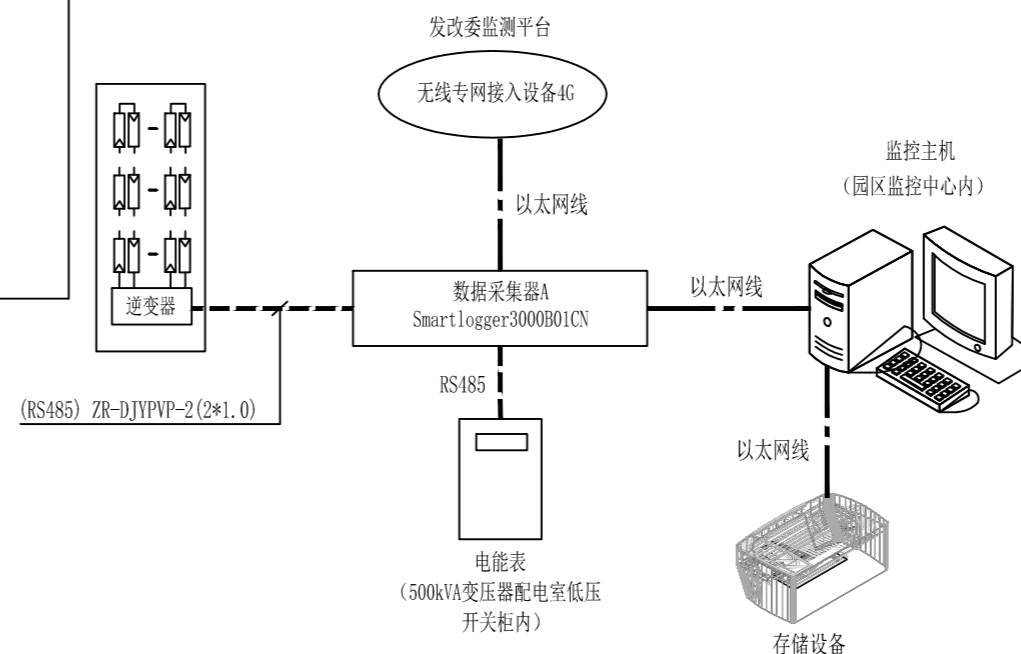 发改委监测平台
无线专网接入设备4G
监控主机
（园区监控中心内）
以太网线
逆变器
数据采集器A
Smartlogger3000B01CN
以太网线
RS485
(RS485) ZR-DJYPVP-2(2*1.0)
以太网线
电能表
（500kVA变压器配电室低压
开关柜内）
存储设备